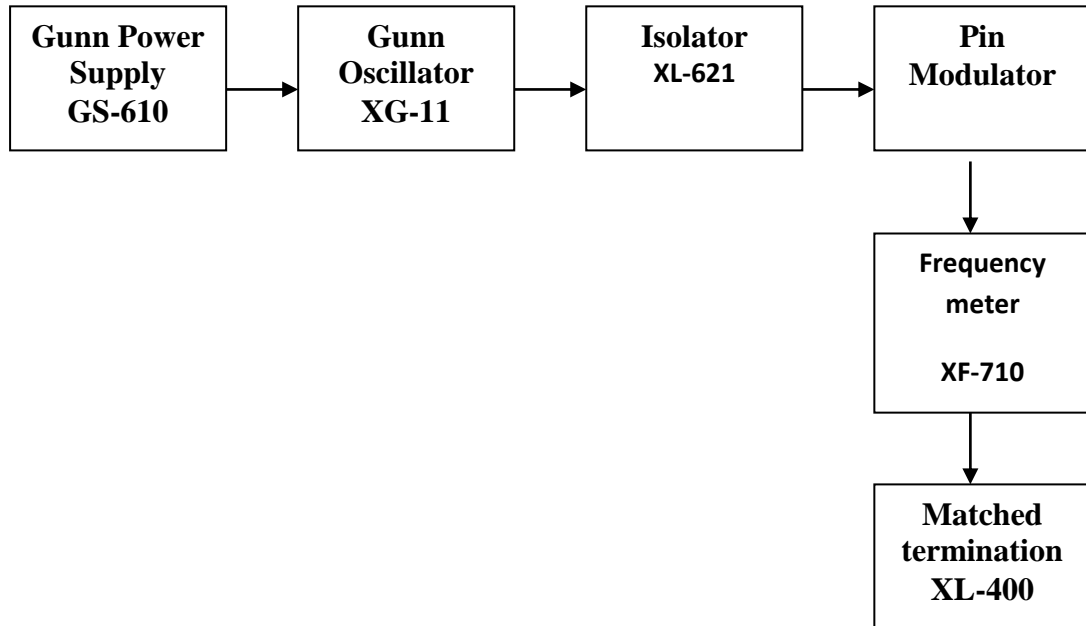 Gunn Power
Supply
GS-610
Gunn
Oscillator
XG-11
Isolator
XL-621
Pin
Modulator
Frequency
meter
XF-710
Matched
termination
XL-400